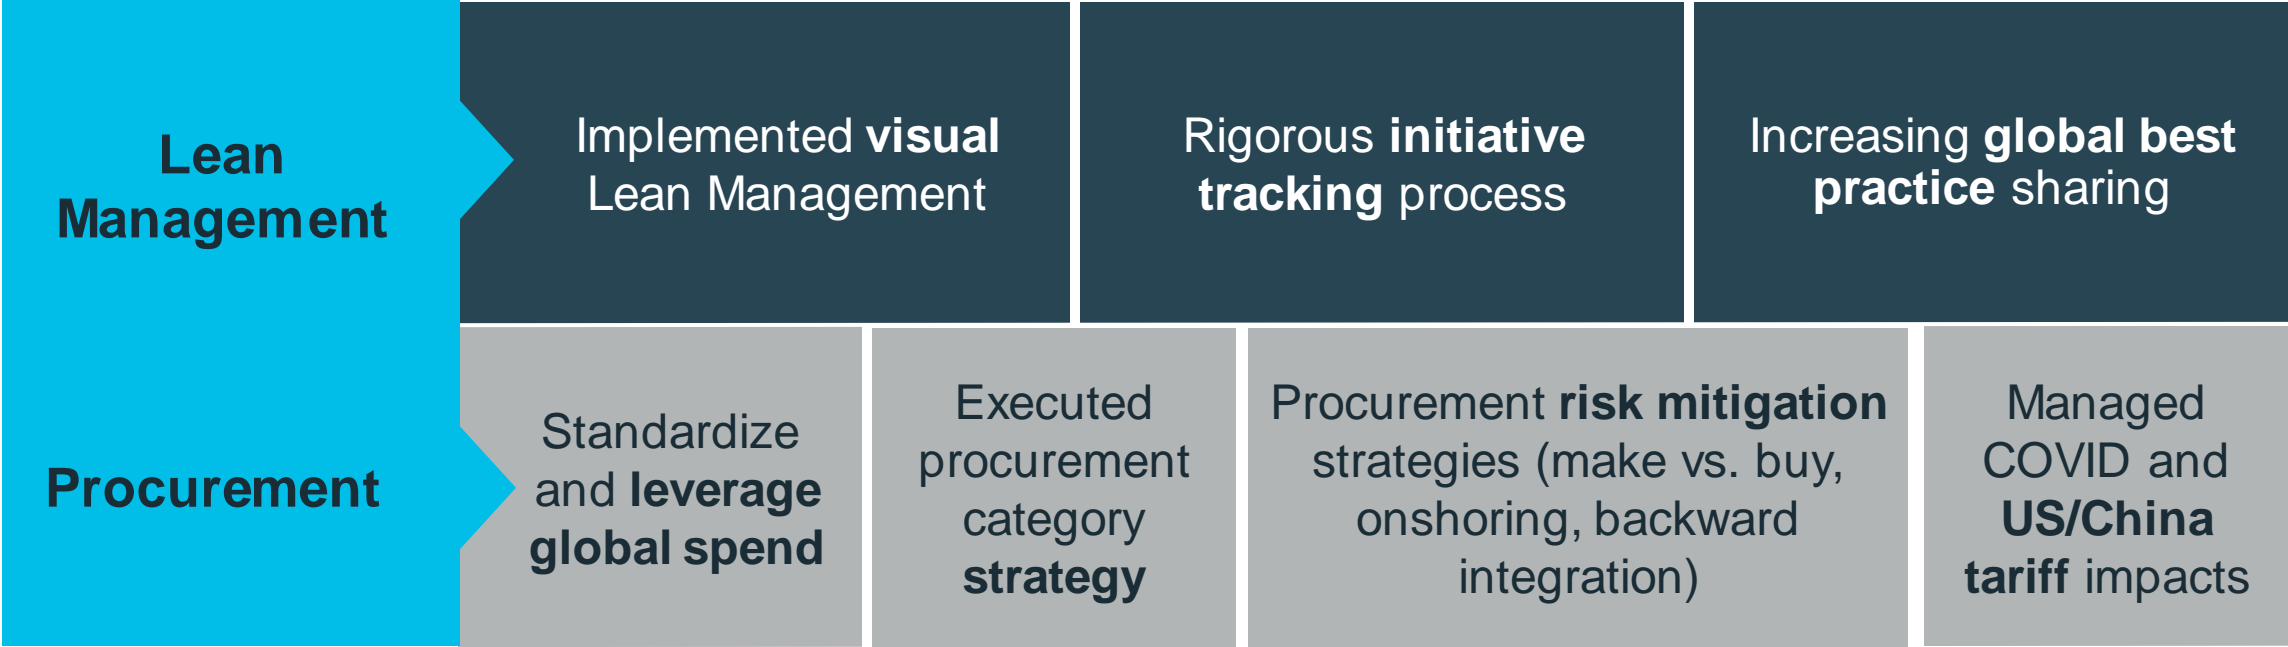 Lean
Management
Implemented visual
Lean Management
Rigorous initiative
tracking process
Increasing global best
practice sharing
Procurement
Standardize
and leverage
global spend
Executed
procurement
category
strategy
Procurement risk mitigation
strategies (make vs. buy,
onshoring, backward
integration)
Managed
COVID and
US/China
tariff impacts